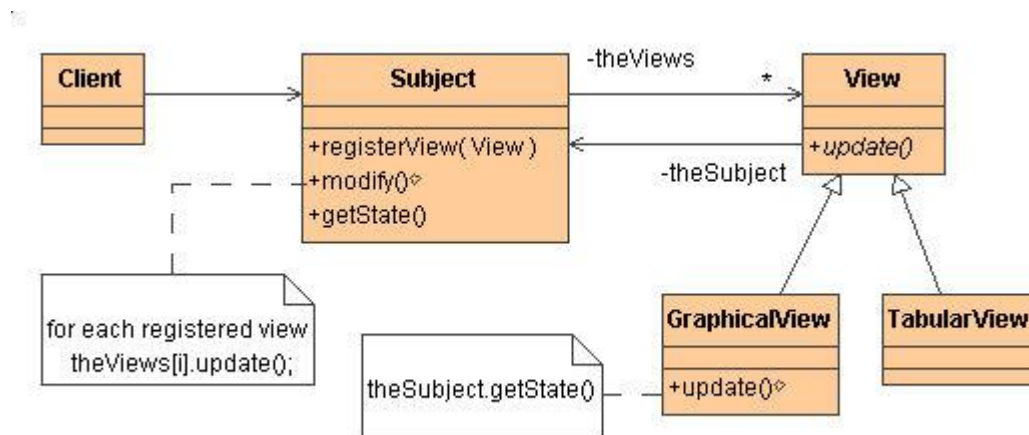 Client
Subject
-theViews
*
View
+registerView( View )
+modify()
+getState()
+update()
-theSubject
for each registered view
theViews[i].update();
theSubject.getState()
GraphicalView
+update()
TabularView